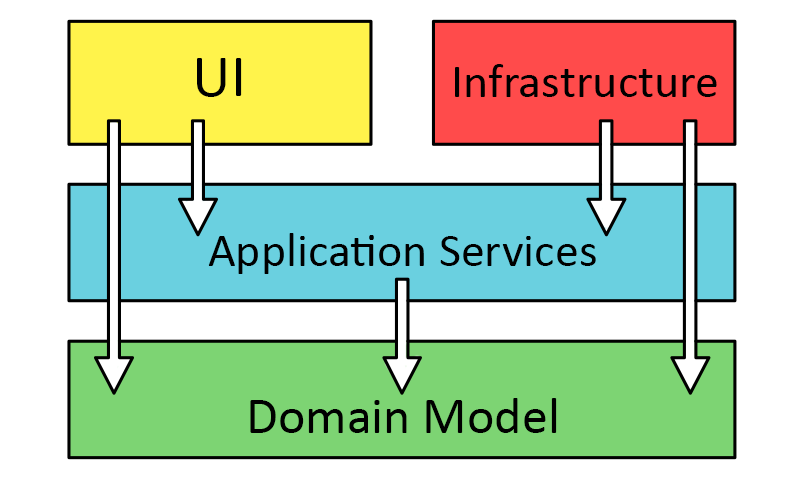 UI
Infrastructure
Application Services
Domain Model